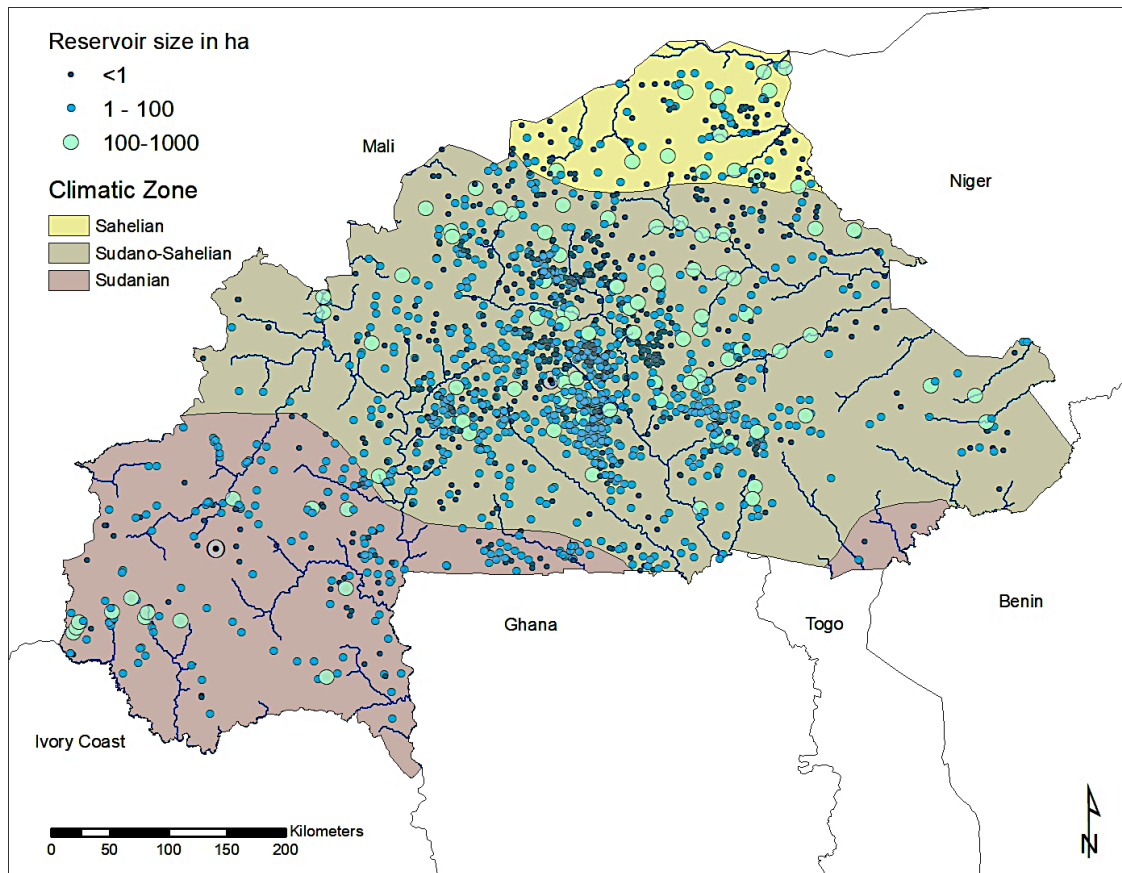 Reservoir size in ha
<1
1 - 100
100-1000
Climatic Zone
Sahelian
Sudano-Sahelian
Sudanian
Mali
Niger
Benin
Togo
Ghana
Ivory Coast
Kilometers
0 50 100 200
N